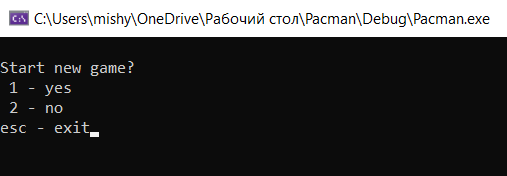 C:\Users\mishy\OneDrive\Рабочий стол\Pacman\Debug\Pacman.exe
Start new game?
1 - yes
2 - no
esc - exit